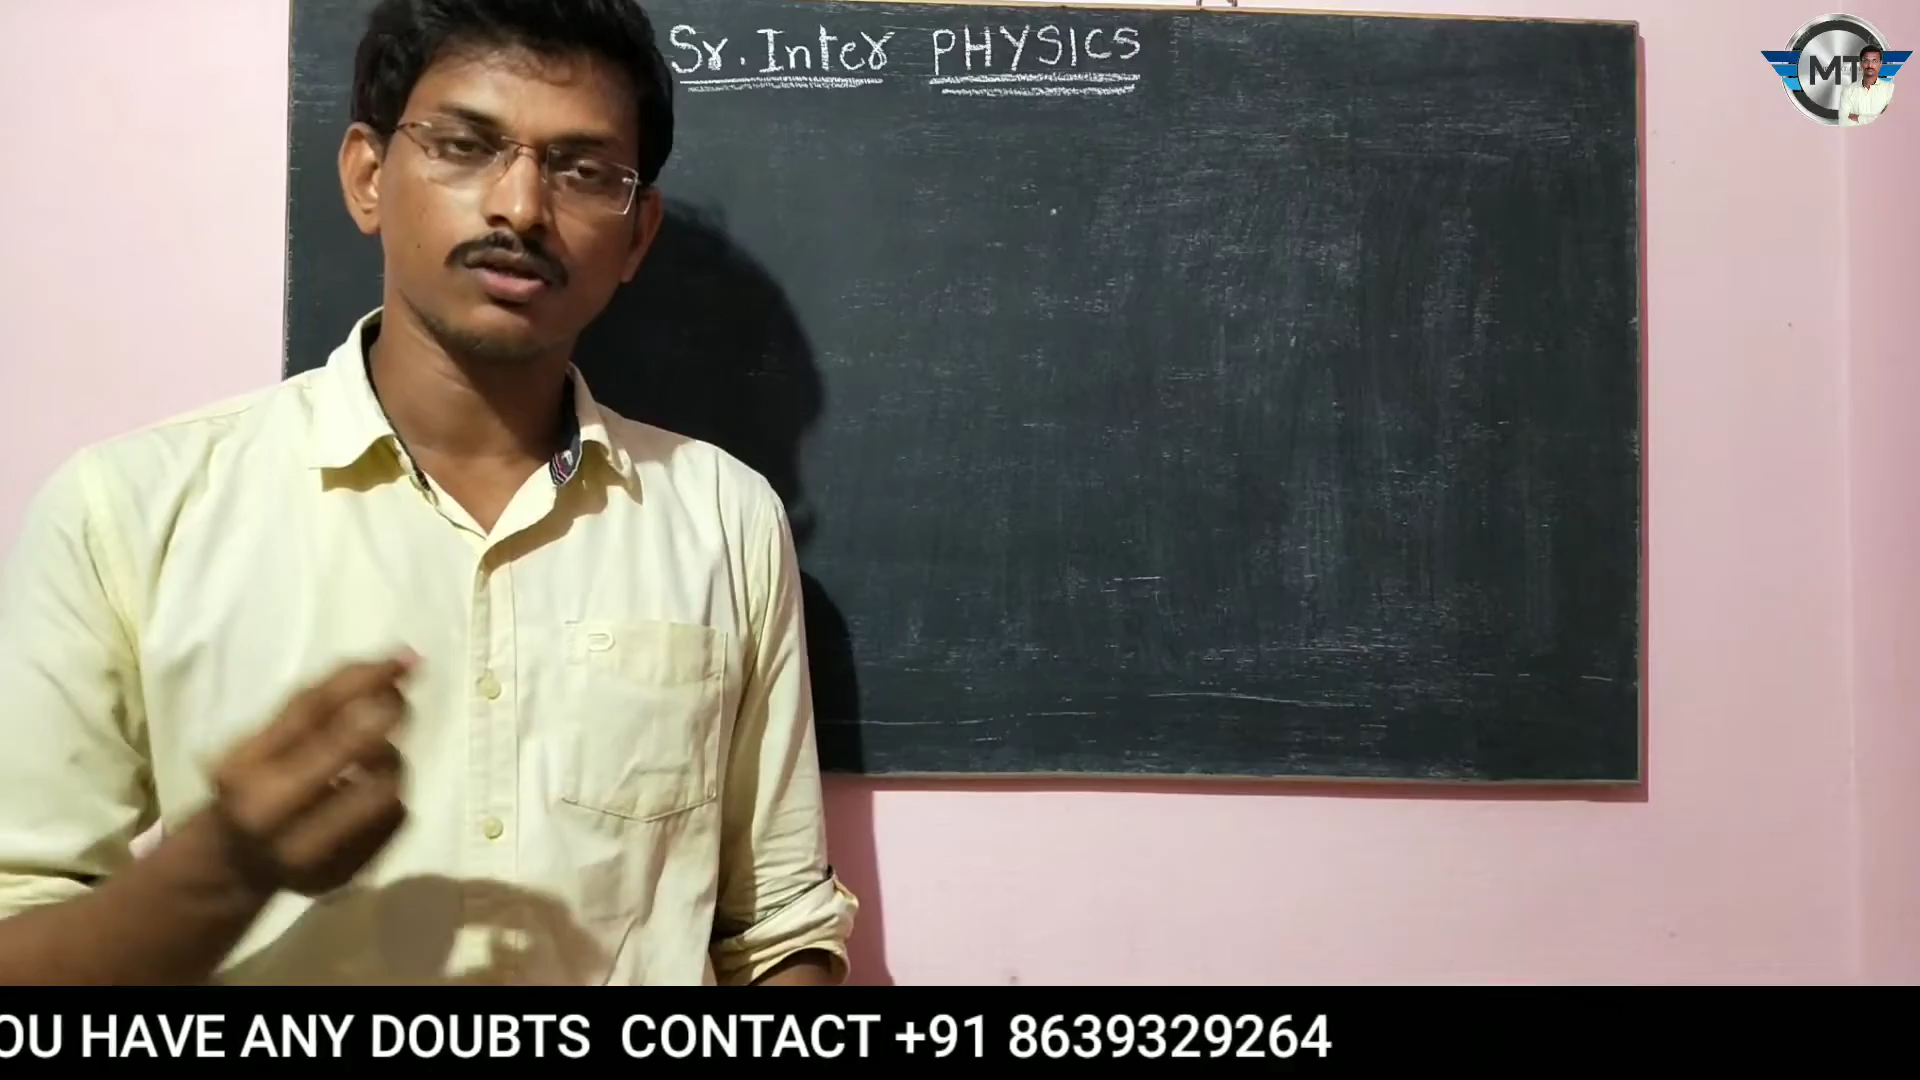 Sr. Inter PHYSICS
MT
OU HAVE ANY DOUBTS CONTACT +91 8639329264